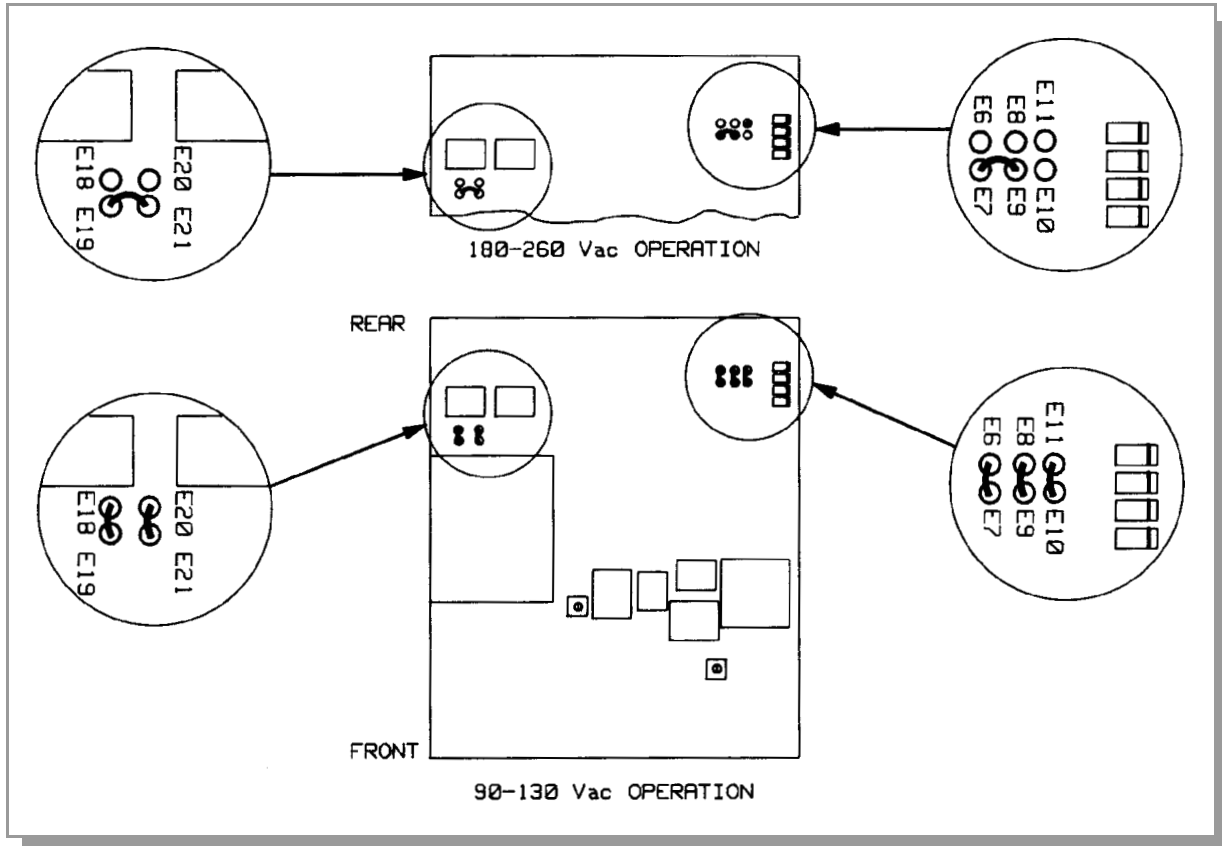 E18 E19
E20 E21
E6 E7
E8 E9
E11 E10
180-260 Vac OPERATION
REAR
E18 E19
E20 E21
E6 E7
E8 E9
E11 E10
FRONT
90-130 Vac OPERATION